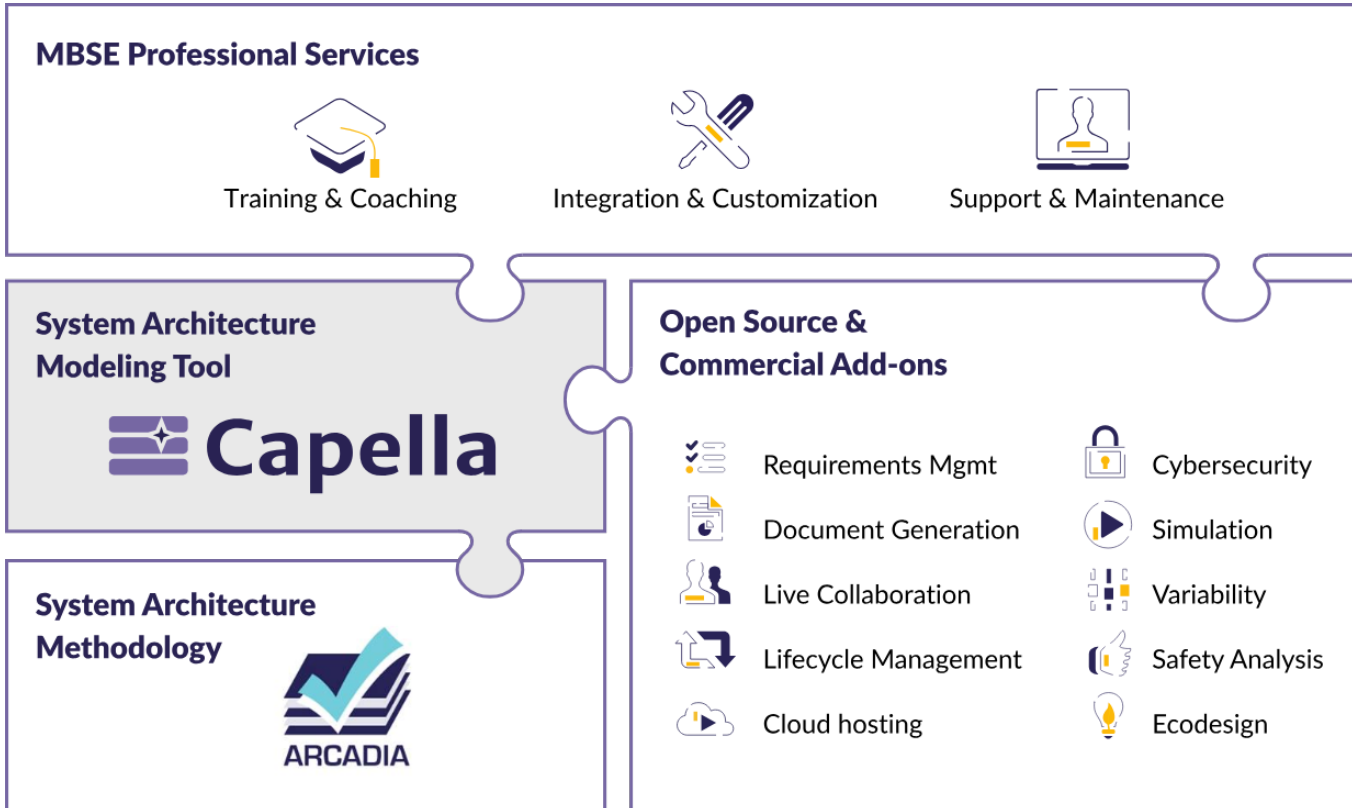 MBSE Professional Services
Training & Coaching
Integration & Customization
Support & Maintenance
System Architecture
Modeling Tool
Capella
Open Source &
Commercial Add-ons
Requirements Mgmt
Cybersecurity
Document Generation
Simulation
Live Collaboration
Variability
Lifecycle Management
Safety Analysis
Cloud hosting
Ecodesign
System Architecture
Methodology
ARCADIA